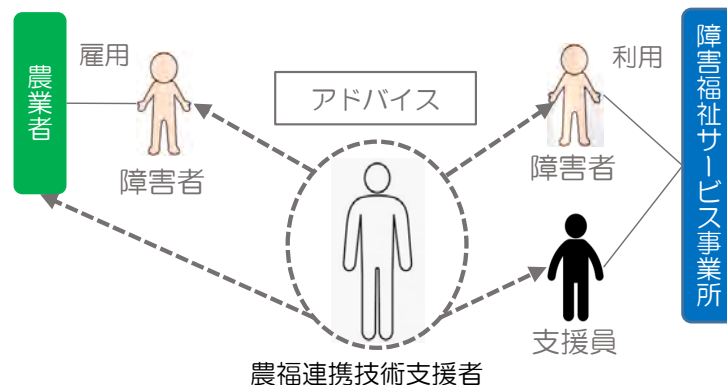 農業者
雇用
障害者
アドバイス
利用
障害者
支援員
障害福祉サービス事業所
農福連携技術支援者